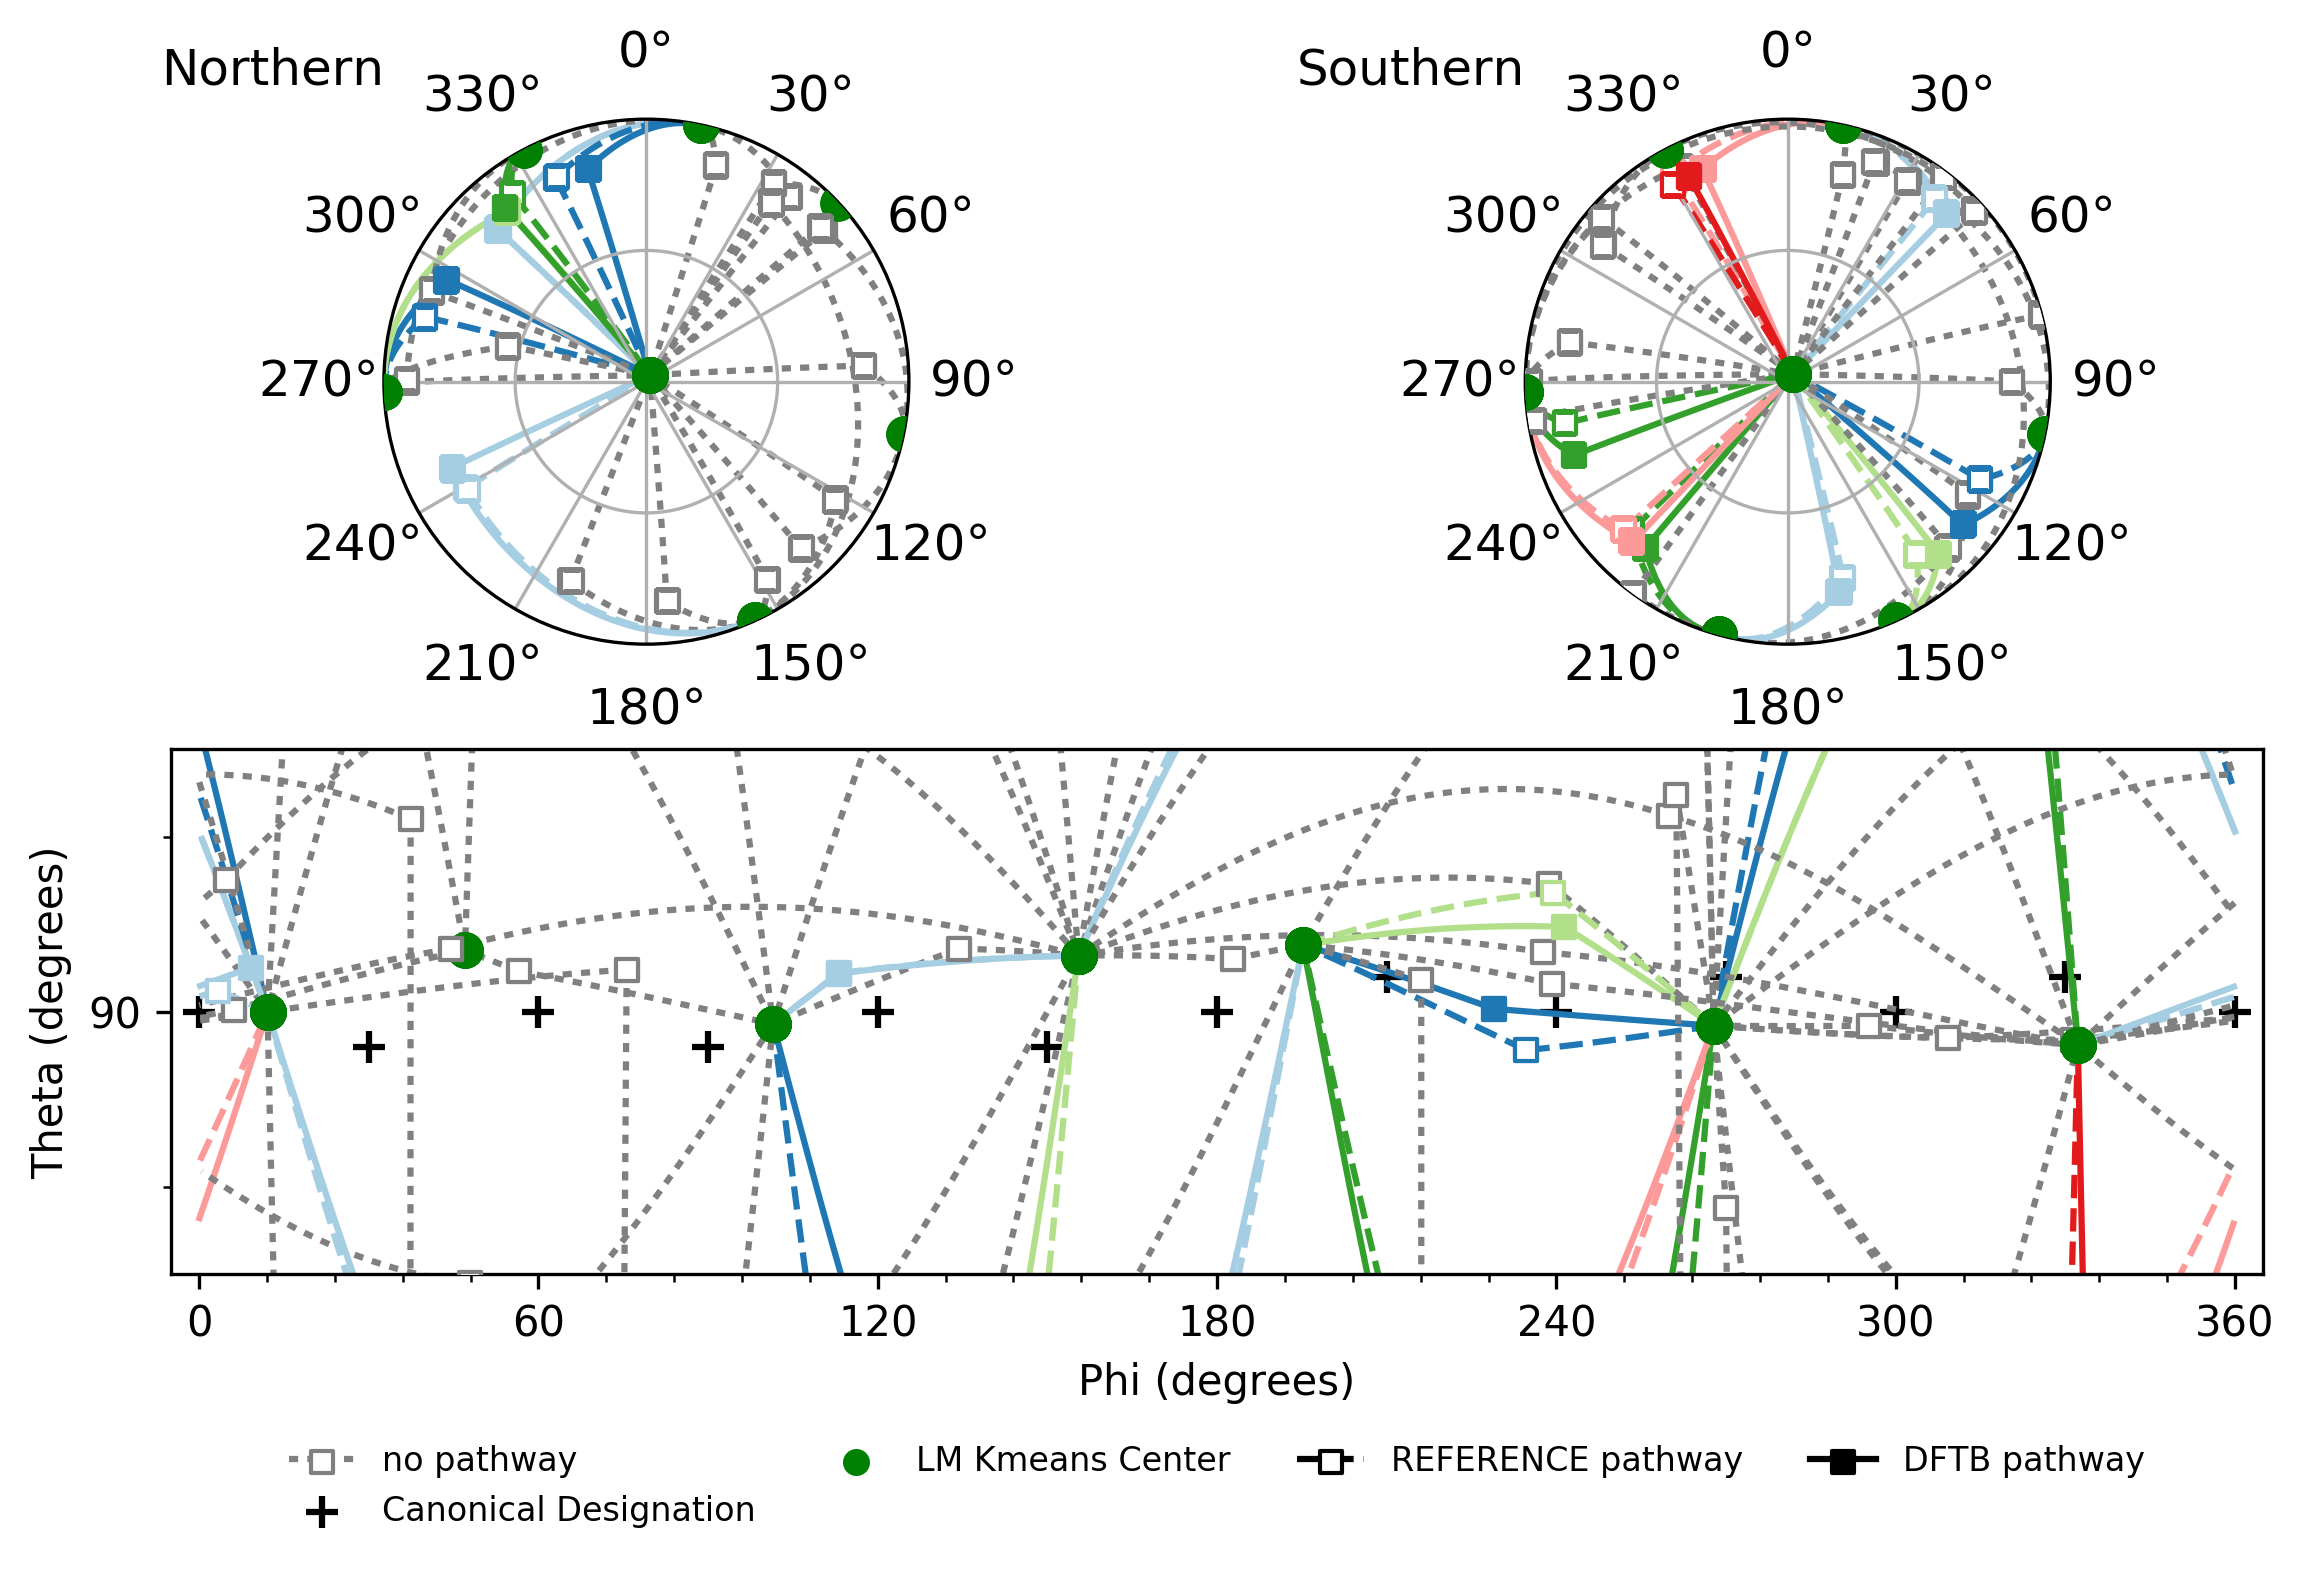 Northern
0°
30°
60°
90°
120°
150°
180°
210°
240°
270°
300°
330°
Southern
0°
30°
60°
90°
120°
150°
180°
210°
240°
270°
300°
330°
Theta (degrees)
90
0 60 120 180 240 300 360
Phi (degrees)
no pathway
Canonical Designation
LM Kmeans Center
REFERENCE pathway
DFTB pathway